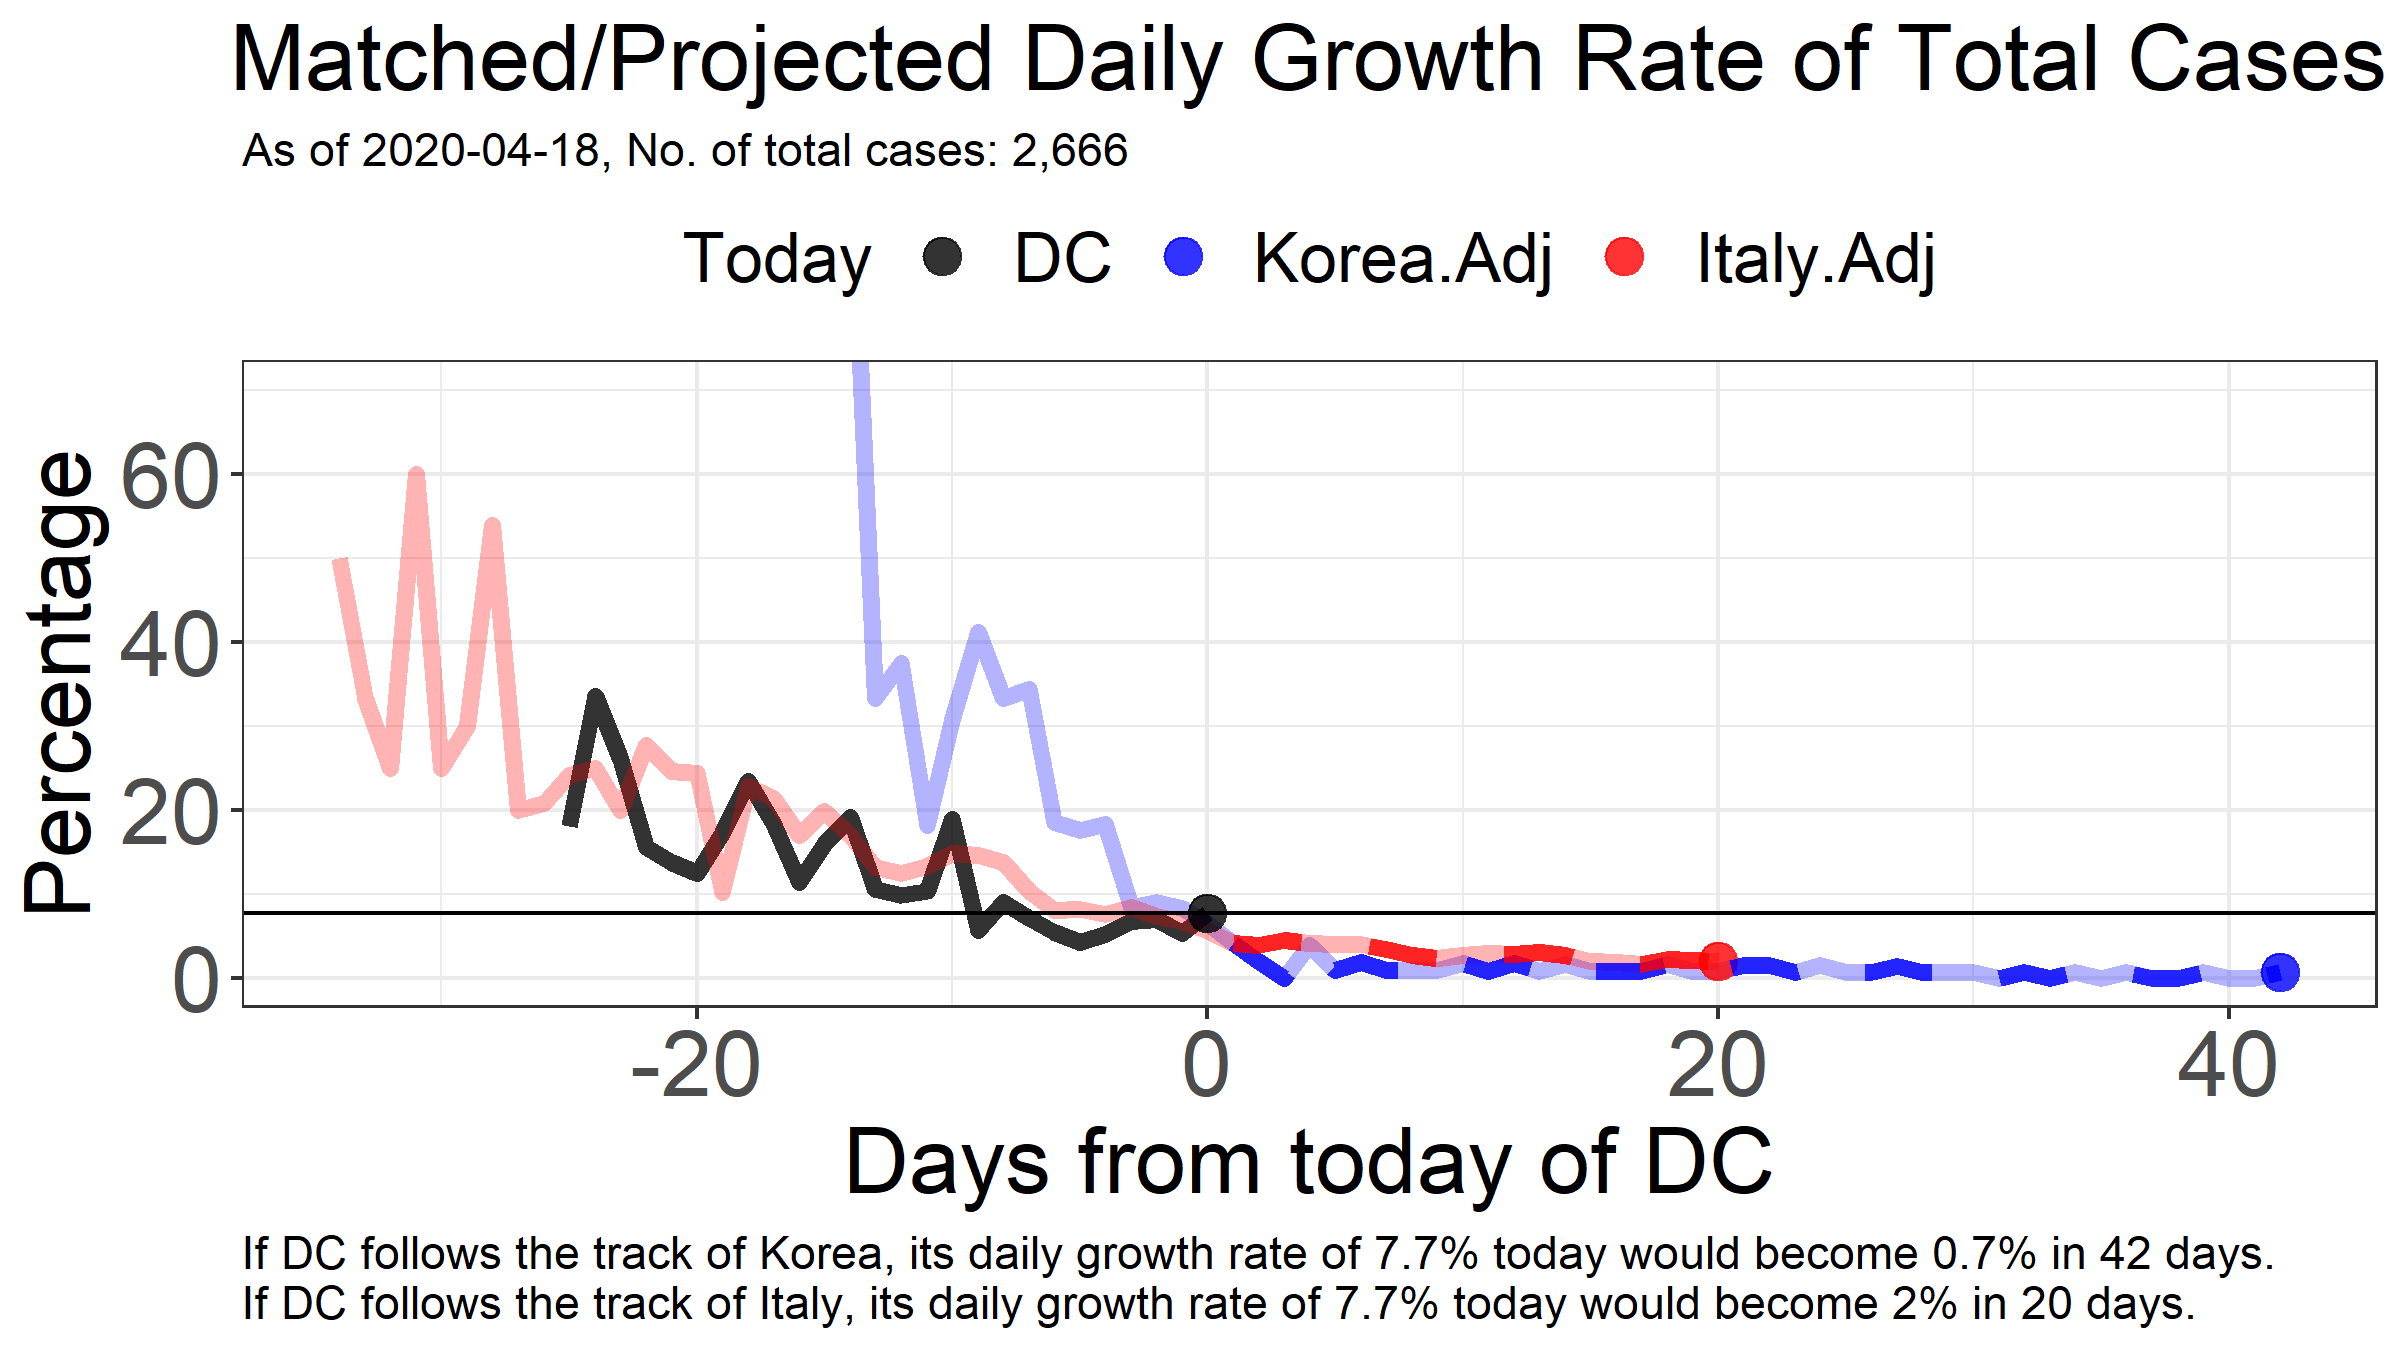 Matched/Projected Daily Growth Rate of Total Cases
As of 2020-04-18, No. of total cases: 2,666
Today DC Korea.Adj Italy.Adj
Percentage
60
40
20
0
-20 0 20 40
Days from today of DC
If DC follows the track of Korea, its daily growth rate of 7.7% today would become 0.7% in 42 days.
If DC follows the track of Italy, its daily growth rate of 7.7% today would become 2% in 20 days.